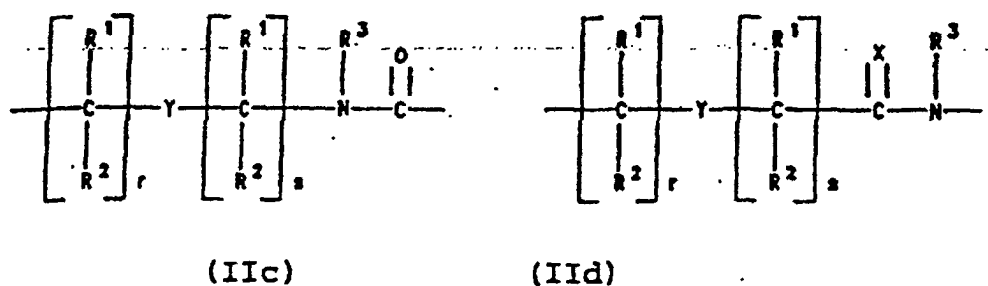 R¹ R¹ R³ O R¹ R¹ X R³
C Y C N C C Y C C N
R² r R² s R² r R² s
(IIc) (IId)